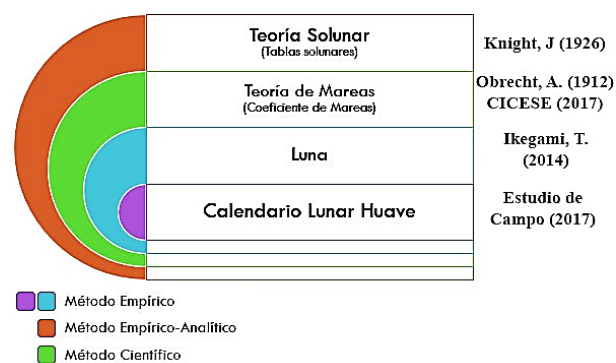 Teoría Solunar
(Tablas solunares)
Knight, J (1926)
Teoría de Mareas
(Coeficiente de Mareas)
Obrecht, A. (1912)
CICESE (2017)
Luna
Ikegami, T.
(2014)
Calendario Lunar Huave
Estudio de
Campo (2017)
Método Empírico
Método Empírico-Analítico
Método Científico